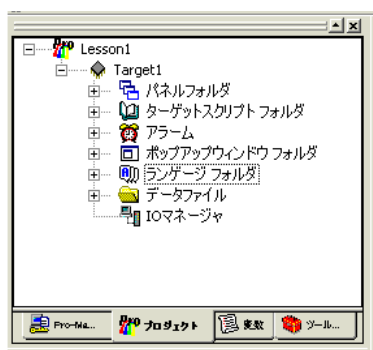 Lesson1
Target1
パネルフォルダ
ターゲットスクリプト フォルダ
アラーム
ポップアップウィンドウ フォルダ
ランゲージ フォルダ
データファイル
IOマネージャ
Pro-Ma... プロジェクト 変数 ツール...